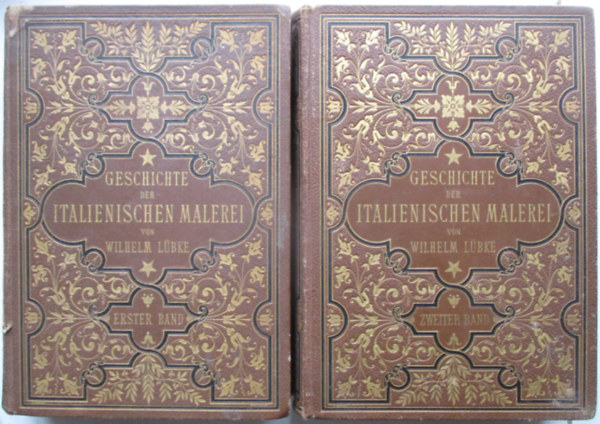 GESCHICHTE
DER
ITALIENISCHEN MALEREI
VON
WILHELM LÜBKE
ERSTER BAND
GESCHICHTE
DER
ITALIENISCHEN MALEREI
VON
WILHELM LÜBKE
ZWEITER BAND